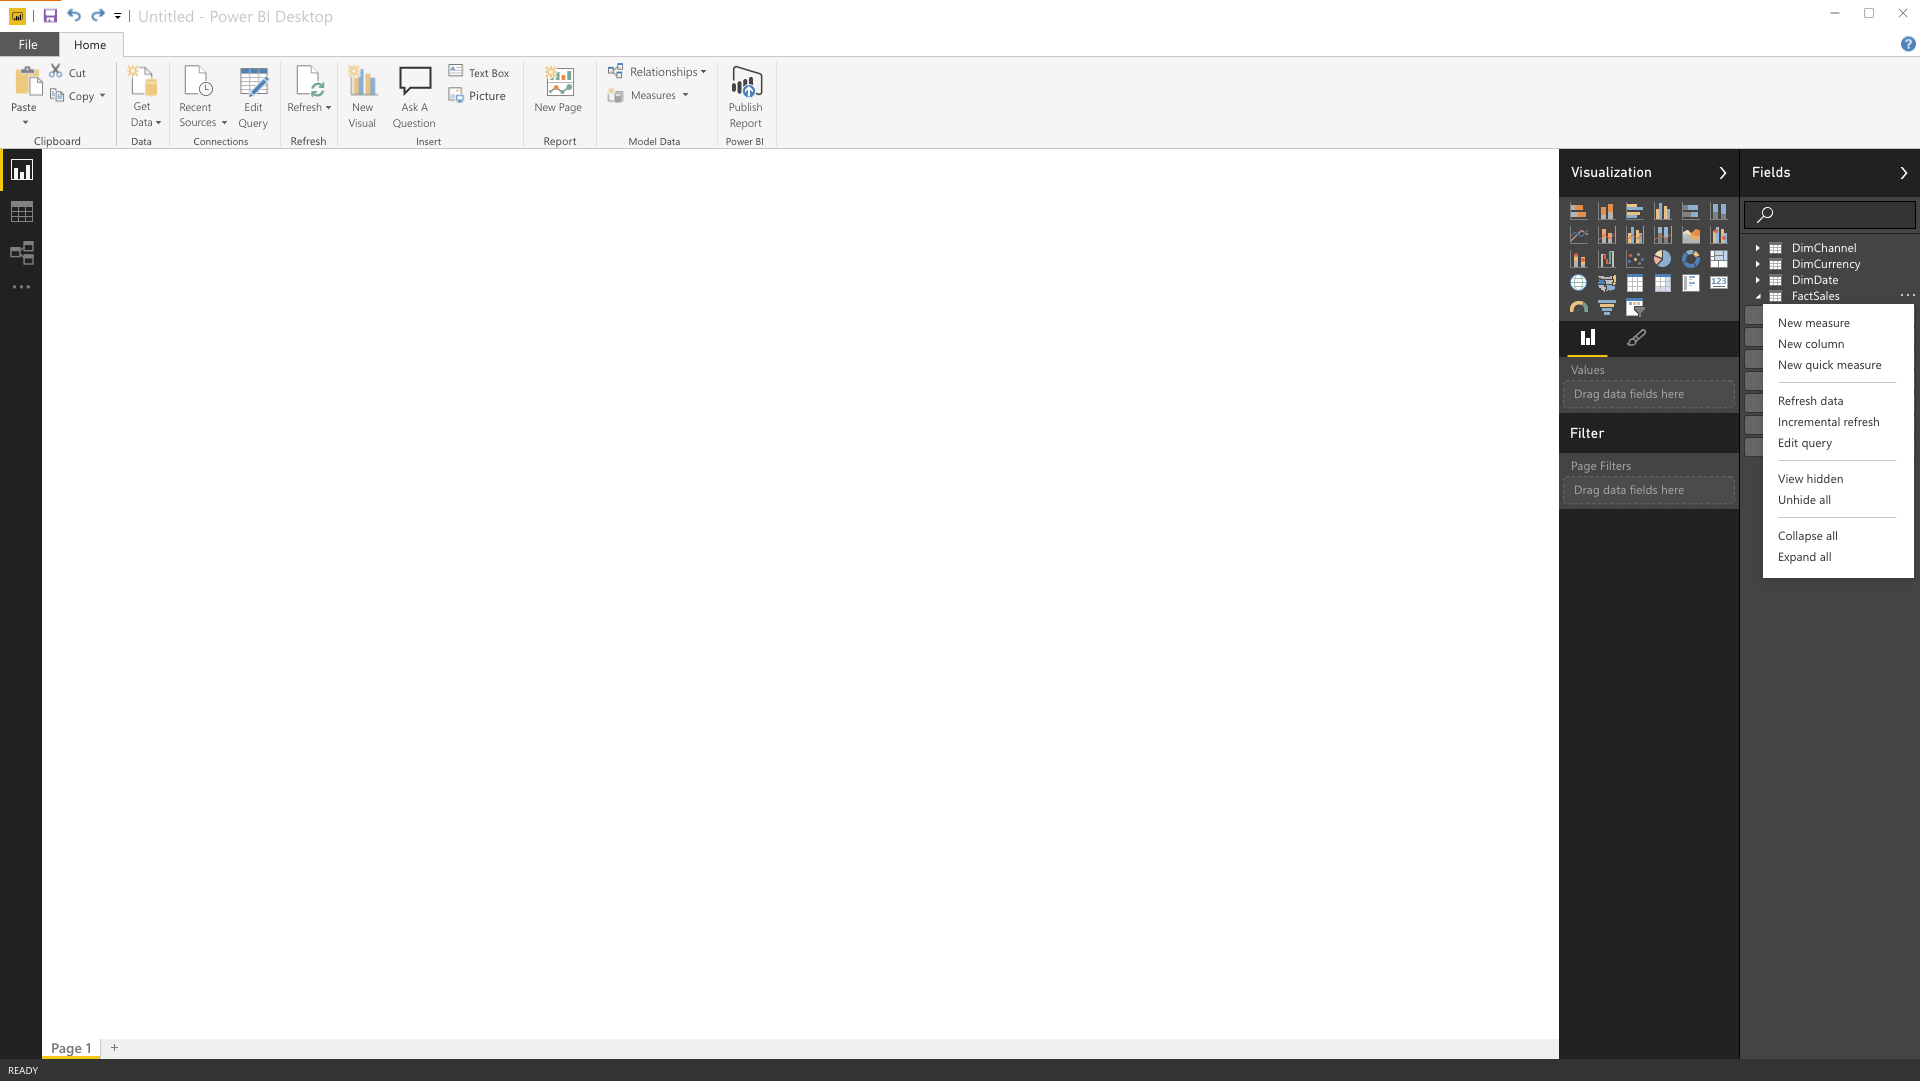 Untitled - Power BI Desktop
File
Home
?
Paste
Cut
Copy
Clipboard
Get
Data
Data
Recent
Sources
Edit
Query
Connections
Refresh
Refresh
New
Visual
Ask A
Question
Text Box
Picture
Insert
New Page
Report
Relationships
Measures
Model Data
Publish
Report
Power BI
Visualization
123
Values
Drag data fields here
Filter
Page Filters
Drag data fields here
Fields
DimChannel
DimCurrency
DimDate
FactSales
New measure
New column
New quick measure
Refresh data
Incremental refresh
Edit query
View hidden
Unhide all
Collapse all
Expand all
Page 1
+
READY